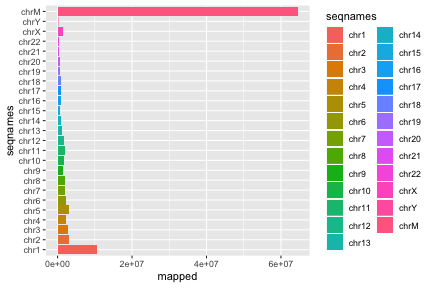 chrM
chrY
chrX
chr22
chr21
chr20
chr19
chr18
chr17
chr16
chr15
chr14
chr13
chr12
chr11
chr10
chr9
chr8
chr7
chr6
chr5
chr4
chr3
chr2
chr1
seqnames
0e+00 2e+07 4e+07 6e+07
mapped
seqnames
chr1 chr14
chr2 chr15
chr3 chr16
chr4 chr17
chr5 chr18
chr6 chr19
chr7 chr20
chr8 chr21
chr9 chr22
chr10 chrX
chr11 chrY
chr12 chrM
chr13